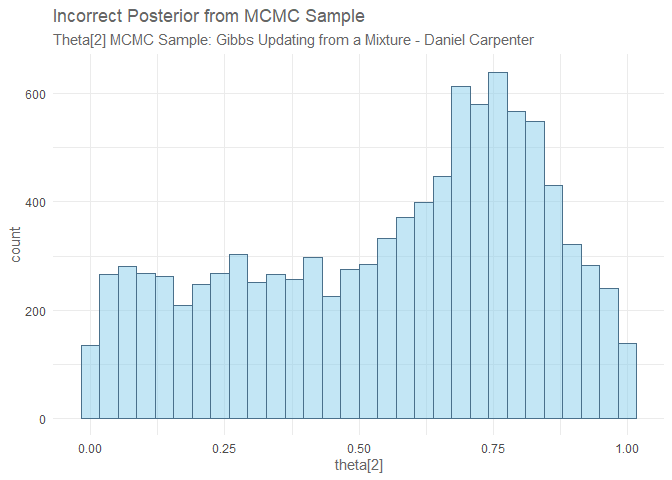 Incorrect Posterior from MCMC Sample
Theta[2] MCMC Sample: Gibbs Updating from a Mixture - Daniel Carpenter
600
400
200
0
count
0.00 0.25 0.50 0.75 1.00
theta[2]